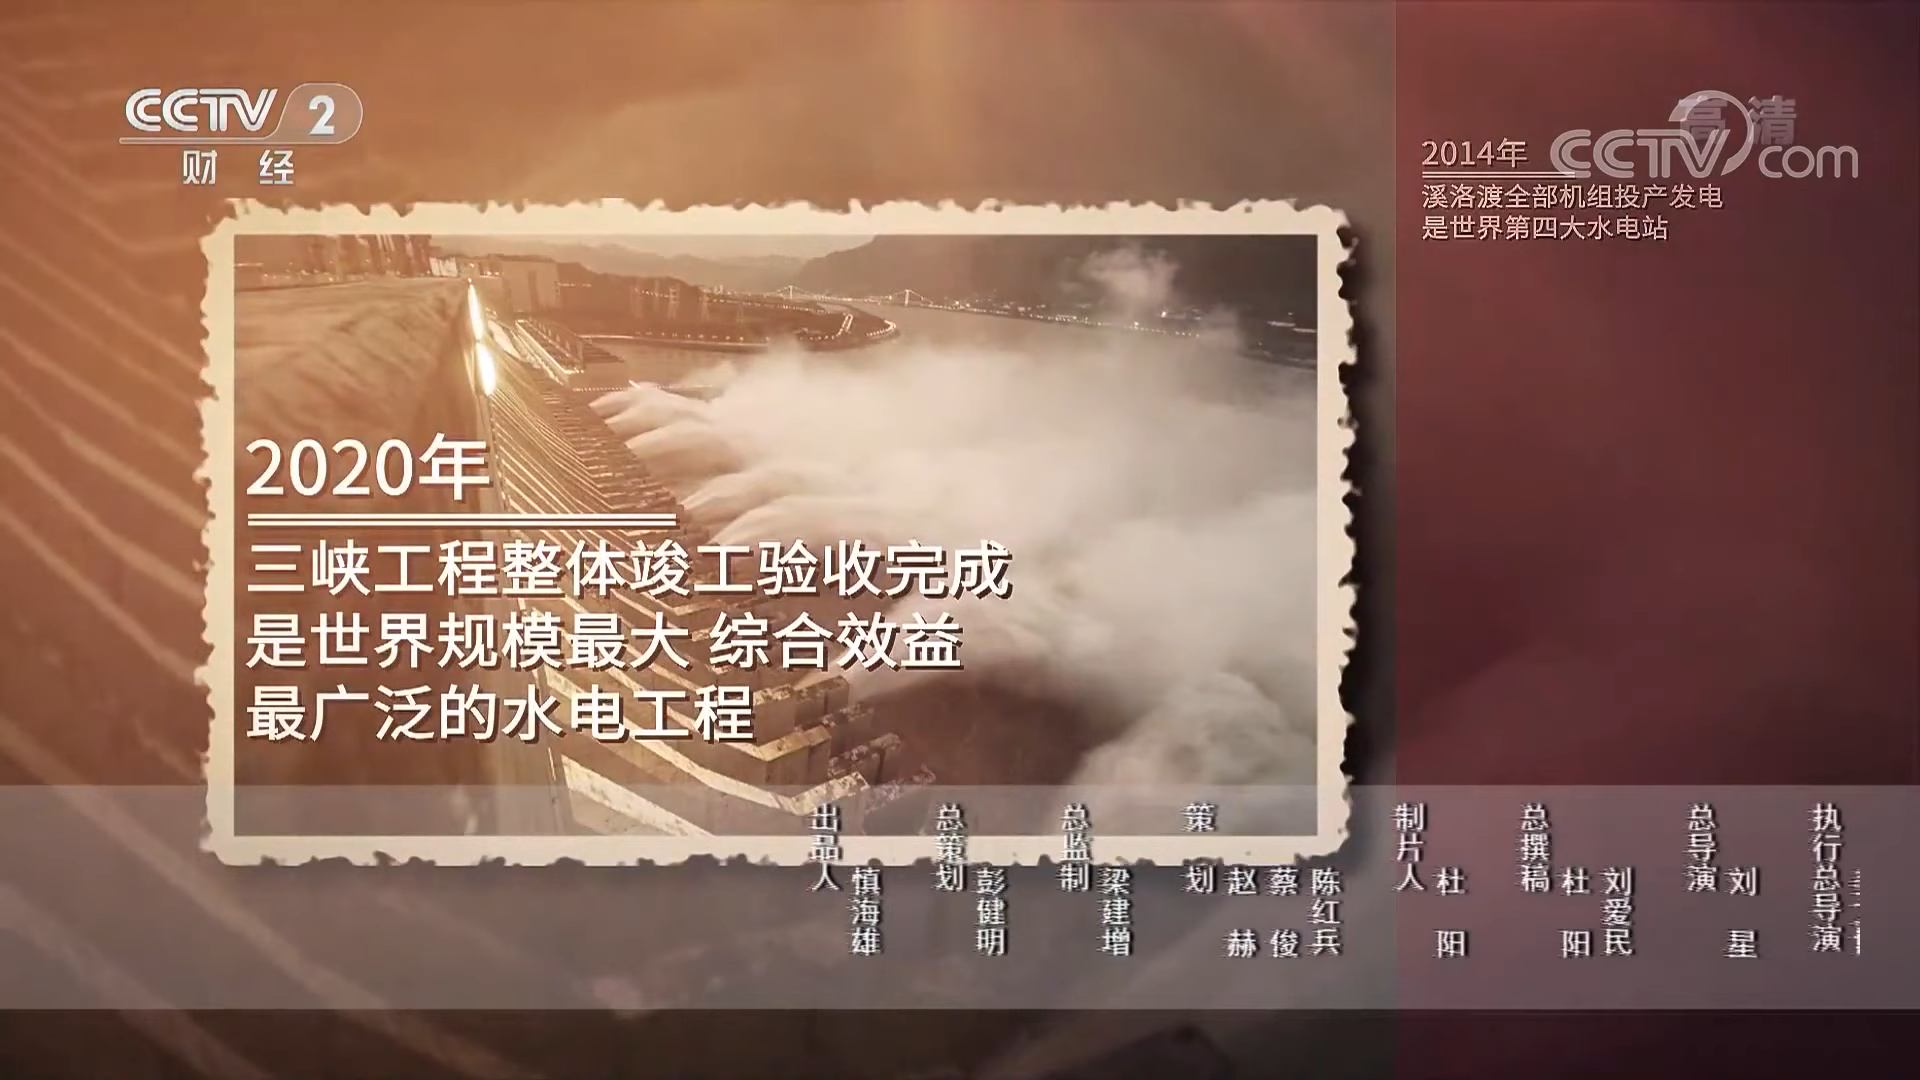 CCTV 2
财 经
高清
CCTV com
2014年
溪洛渡全部机组投产发电
是世界第四大水电站
2020年
三峡工程整体竣工验收完成
是世界规模最大 综合效益
最广泛的水电工程
出品人
慎海雄
总策划
彭健明
总监制
梁建增
策 划
赵 赫
蔡 俊
陈红兵
制片人
杜 阳
总撰稿
杜 阳
刘爱民
总导演
刘 星
执行总导演